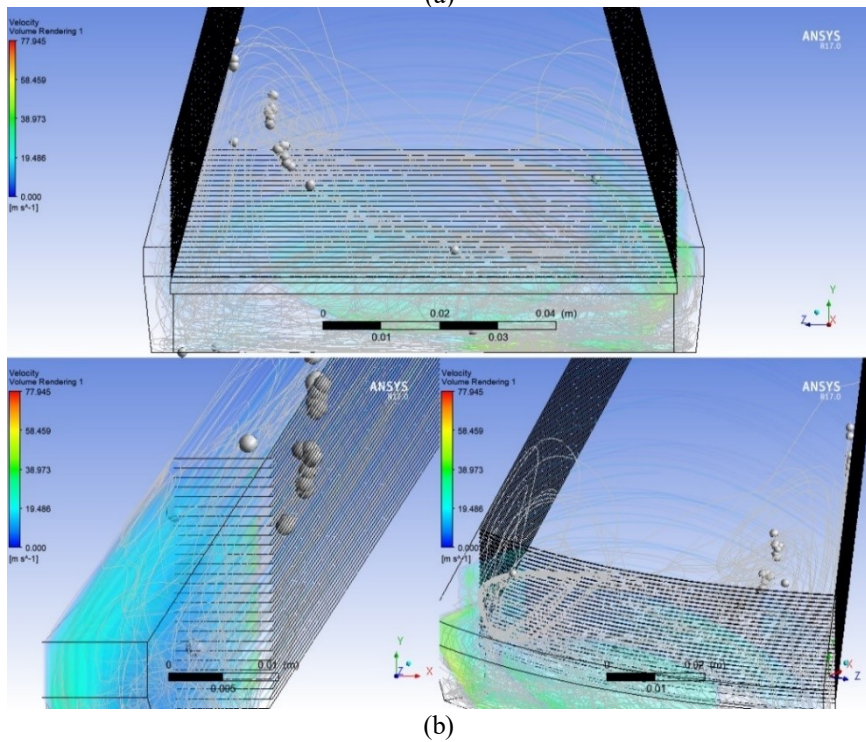 (a)
Velocity
Volume Rendering 1
77.945
58.459
38.973
19.486
0.000
[m s^-1]
ANSYS
R17.0
0 0.02 0.04 (m)
0.01 0.03
Y
Z X
Velocity
Volume Rendering 1
77.945
58.459
38.973
19.486
0.000
[m s^-1]
ANSYS
R17.0
0 0.01 (m)
0.005
Y
Z X
Velocity
Volume Rendering 1
77.945
58.459
38.973
19.486
0.000
[m s^-1]
ANSYS
R17.0
0 0.02 (m)
0.01
Y
X
Z
(b)